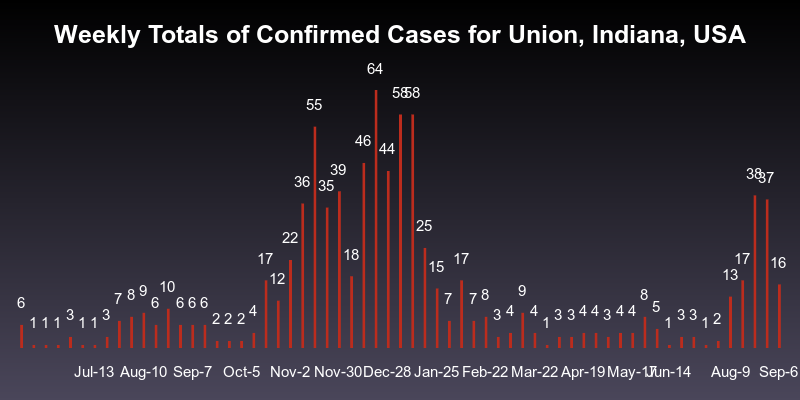 Weekly Totals of Confirmed Cases for Union, Indiana, USA
64
58 58
55
46
44
39
38 37
36
35
25
22
18
17 17 17
16
15
13
12
10
9 9
8 8 8
7 7 7
6 6 6 6 6
5
4 4 4 4 4 4 4
3 3 3 3 3 3 3 3
2 2 2 2
1 1 1 1 1 1 1 1
Jul-13 Aug-10 Sep-7 Oct-5 Nov-2 Nov-30 Dec-28 Jan-25 Feb-22 Mar-22 Apr-19 May-17 Jun-14 Aug-9 Sep-6